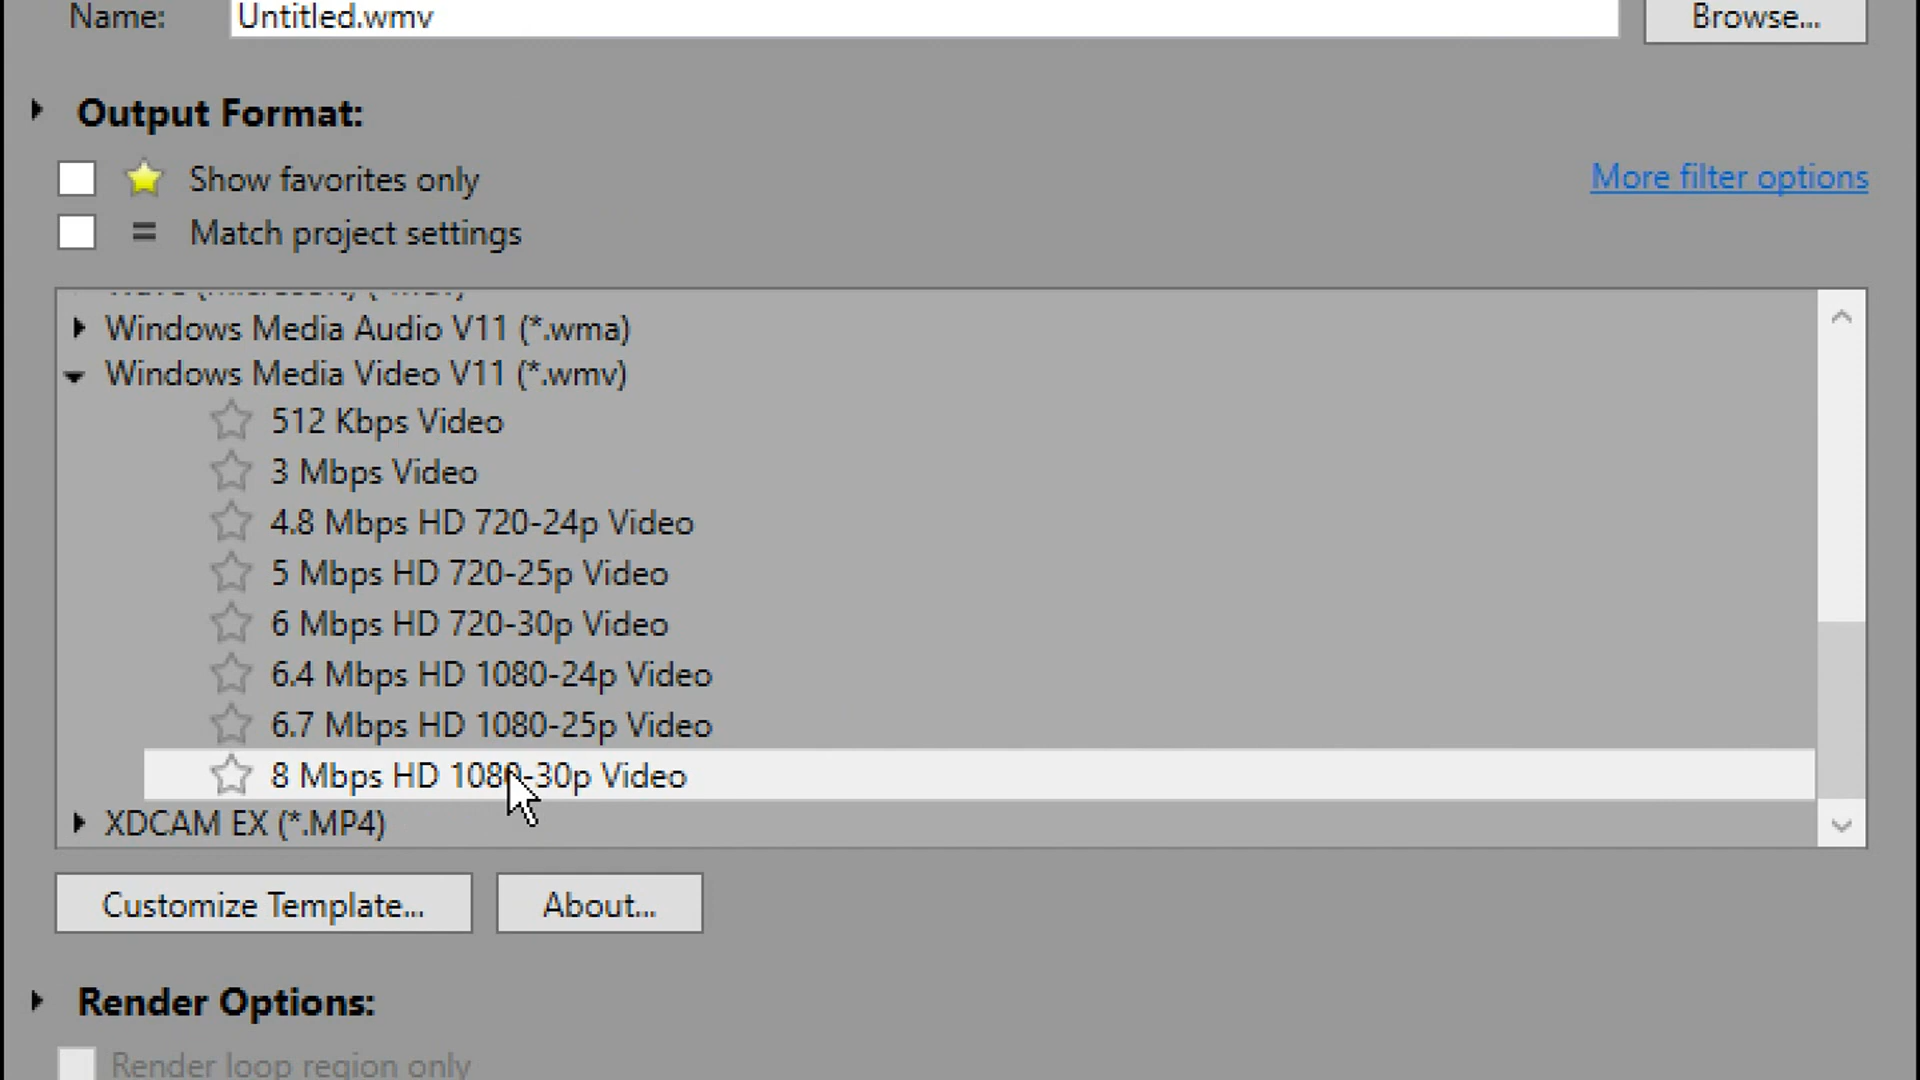 Name:
Untitled.wmv
Browse...
Output Format:
Show favorites only
More filter options
Match project settings
Windows Media Audio V11 (*.wma)
Windows Media Video V11 (*.wmv)
512 Kbps Video
3 Mbps Video
4.8 Mbps HD 720-24p Video
5 Mbps HD 720-25p Video
6 Mbps HD 720-30p Video
6.4 Mbps HD 1080-24p Video
6.7 Mbps HD 1080-25p Video
8 Mbps HD 1080-30p Video
XDCAM EX (*.MP4)
Customize Template...
About...
Render Options:
Render loop region only